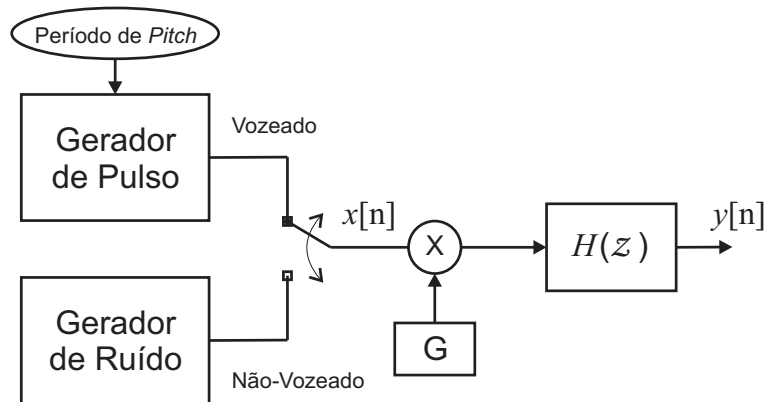 Período de Pitch
Gerador
de Pulso
Vozeado
x[n]
X
G
H(z)
y[n]
Gerador
de Ruído
Não-Vozeado